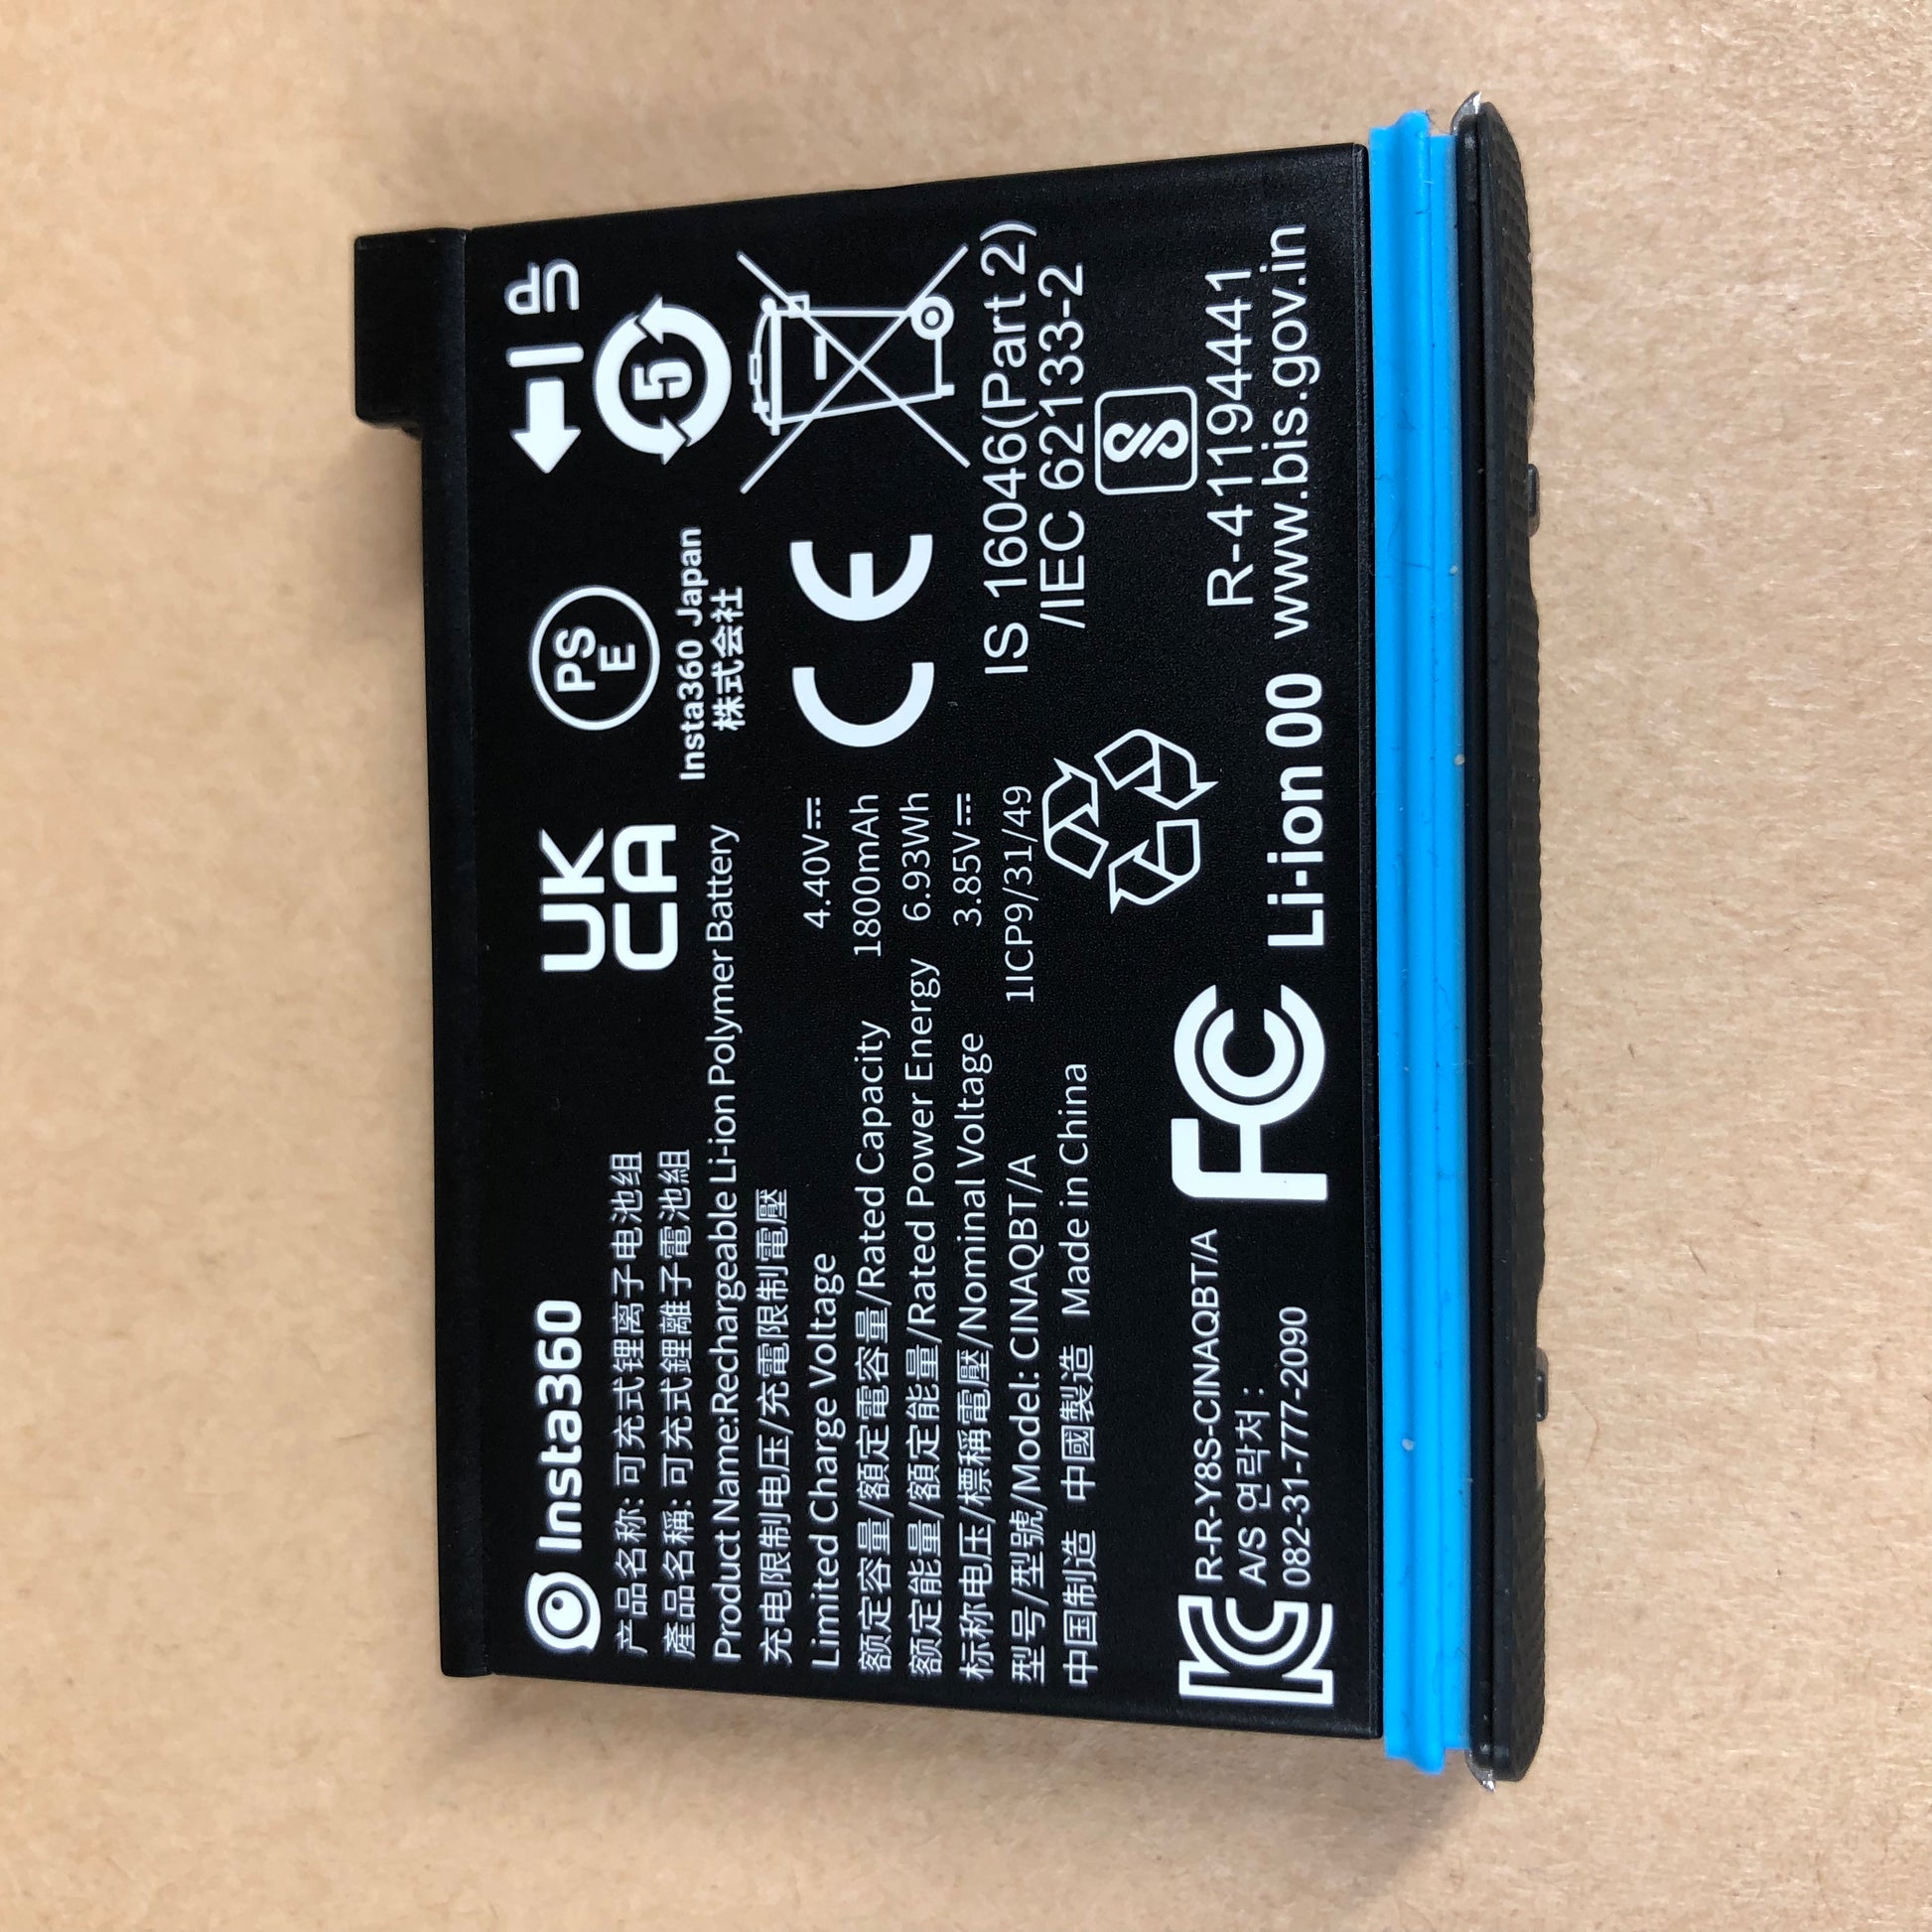 Insta360
产品名称: 可充式锂离子电池组
產品名稱: 可充式鋰離子電池組
Product Name:Rechargeable Li-ion Polymer Battery
充电限制电压/充電限制電壓
Limited Charge Voltage 4.40V⎓
额定容量/額定電容量/Rated Capacity 1800mAh
额定能量/額定能量/Rated Power Energy 6.93Wh
标称电压/標稱電壓/Nominal Voltage 3.85V⎓
型号/型號/Model: CINAQBT/A 1ICP9/31/49
中国制造 中國製造 Made in China
UK
CA
PS
E
Insta360 Japan
株式会社
5
CE
IS 16046(Part 2)
/IEC 62133-2
R-41194441
www.bis.gov.in
KC
R-R-Y8S-CINAQBT/A
A/S 연락처 :
082-31-777-2090
FC
Li-ion 00